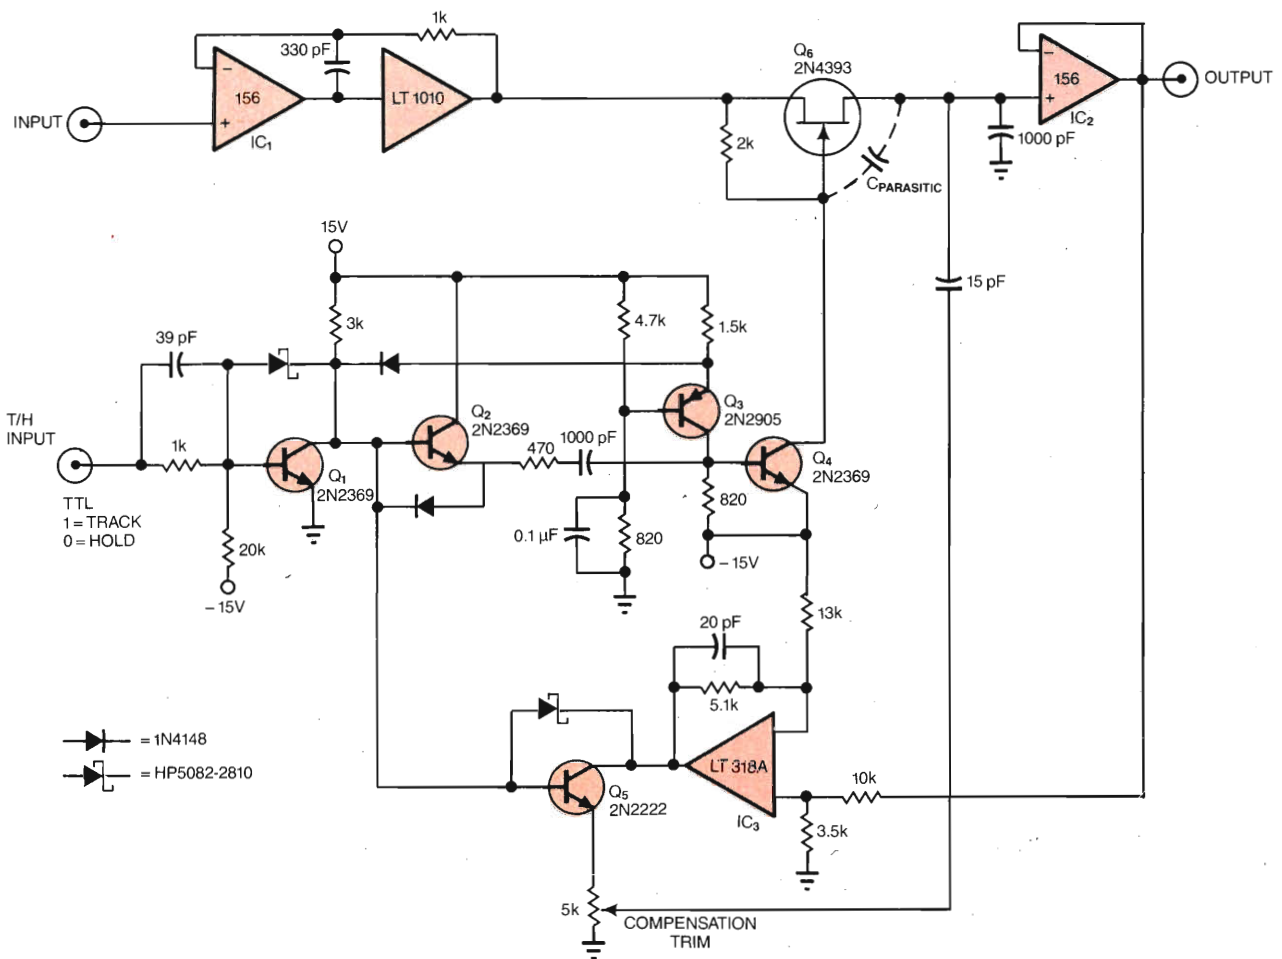 1k
330 pF
156
IC1
LT 1010
INPUT
Q6
2N4393
2k
CPARASITIC
156
IC2
1000 pF
OUTPUT
15V
3k
4.7k
1.5k
15 pF
39 pF
T/H
INPUT
1k
TTL
1 = TRACK
0 = HOLD
20k
–15V
Q1
2N2369
Q2
2N2369
470
1000 pF
Q3
2N2905
Q4
2N2369
820
0.1 µF
820
–15V
13k
20 pF
5.1k
LT 318A
IC3
10k
3.5k
Q5
2N2222
5k
COMPENSATION
TRIM
= 1N4148
= HP5082-2810